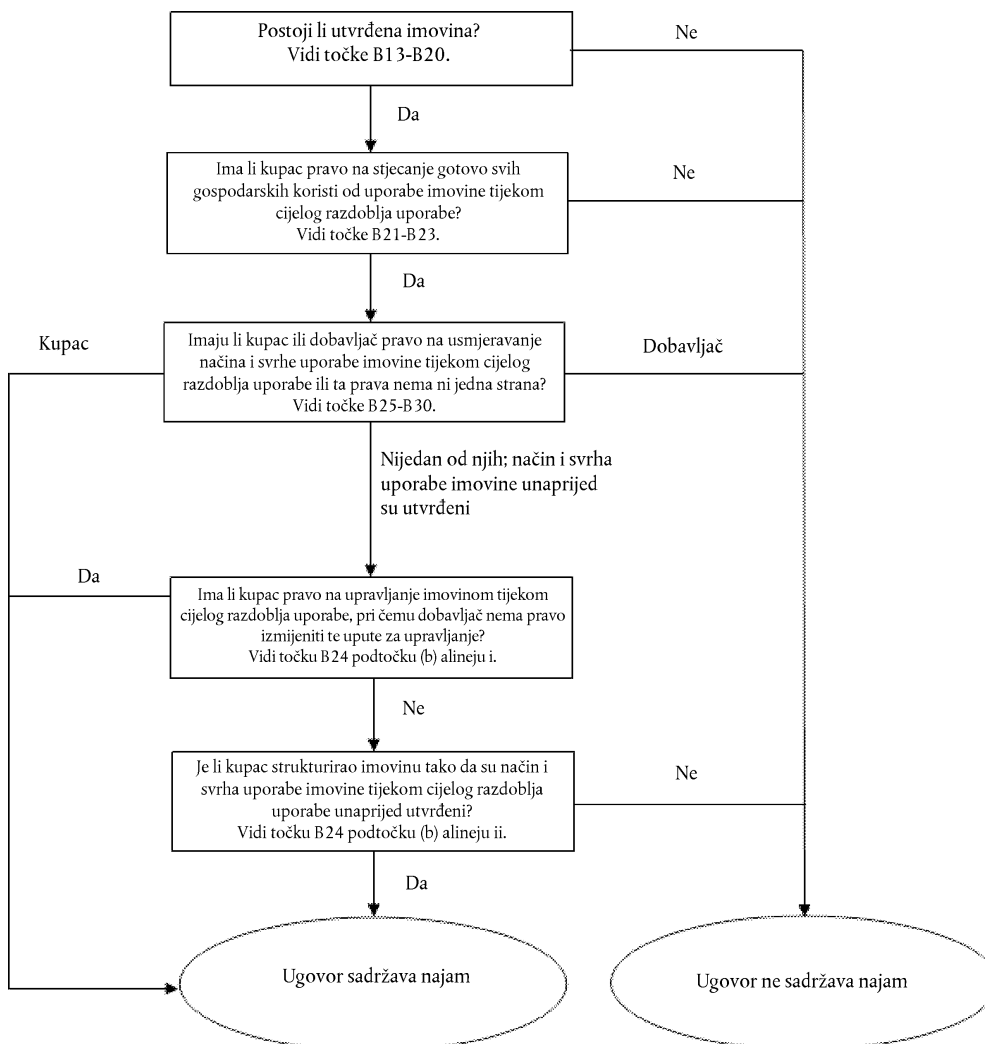 Postoji li utvrđena imovina?
Vidi točke B13-B20.
Ne
Da
Ima li kupac pravo na stjecanje gotovo svih
gospodarskih koristi od uporabe imovine tijekom
cijelog razdoblja uporabe?
Vidi točke B21-B23.
Ne
Da
Kupac
Imaju li kupac ili dobavljač pravo na usmjeravanje
načina i svrhe uporabe imovine tijekom cijelog
razdoblja uporabe ili ta prava nema ni jedna strana?
Vidi točke B25-B30.
Dobavljač
Nijedan od njih; način i svrha
uporabe imovine unaprijed
su utvrđeni
Da
Ima li kupac pravo na upravljanje imovinom tijekom
cijelog razdoblja uporabe, pri čemu dobavljač nema pravo
izmijeniti te upute za upravljanje?
Vidi točku B24 podtočku (b) alineju i.
Ne
Je li kupac strukturirao imovinu tako da su način i
svrha uporabe imovine tijekom cijelog razdoblja
uporabe unaprijed utvrđeni?
Vidi točku B24 podtočku (b) alineju ii.
Ne
Da
Ugovor sadržava najam
Ugovor ne sadržava najam